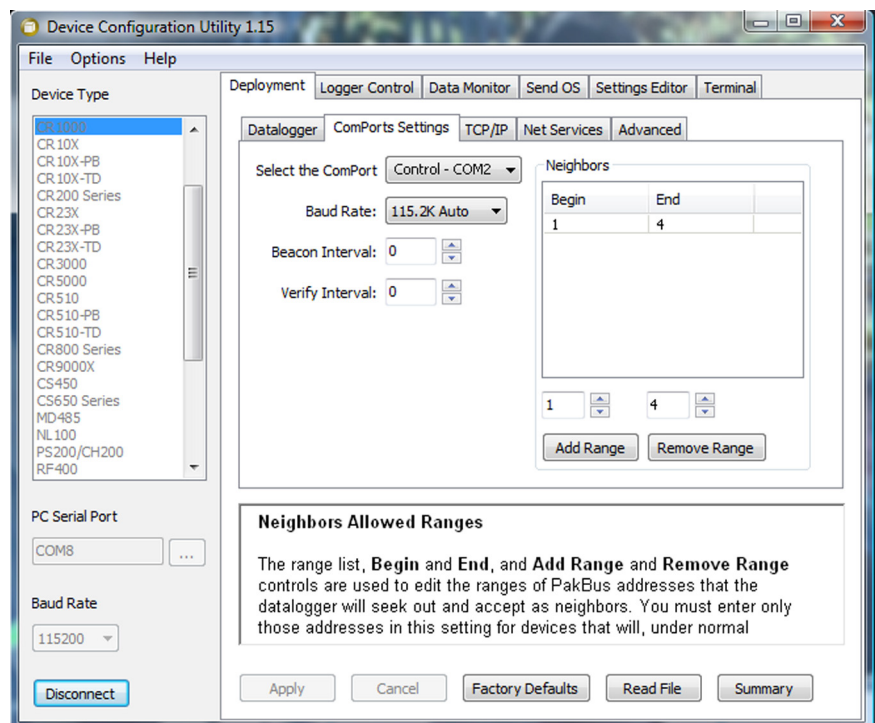 Device Configuration Utility 1.15
File Options Help
Device Type
CR1000
CR10X
CR10X-PB
CR10X-TD
CR200 Series
CR23X
CR23X-PB
CR23X-TD
CR3000
CR5000
CR510
CR510-PB
CR510-TD
CR800 Series
CR9000X
CS450
CS650 Series
MD485
NL100
PS200/CH200
RF400
PC Serial Port
COM8
...
Baud Rate
115200
Disconnect
Deployment Logger Control Data Monitor Send OS Settings Editor Terminal
Datalogger ComPorts Settings TCP/IP Net Services Advanced
Select the ComPort Control - COM2
Baud Rate: 115.2K Auto
Beacon Interval: 0
Verify Interval: 0
Neighbors
Begin End
1 4
1 4
Add Range Remove Range
Neighbors Allowed Ranges
The range list, Begin and End, and Add Range and Remove Range
controls are used to edit the ranges of PakBus addresses that the
datalogger will seek out and accept as neighbors. You must enter only
those addresses in this setting for devices that will, under normal
Apply Cancel Factory Defaults Read File Summary